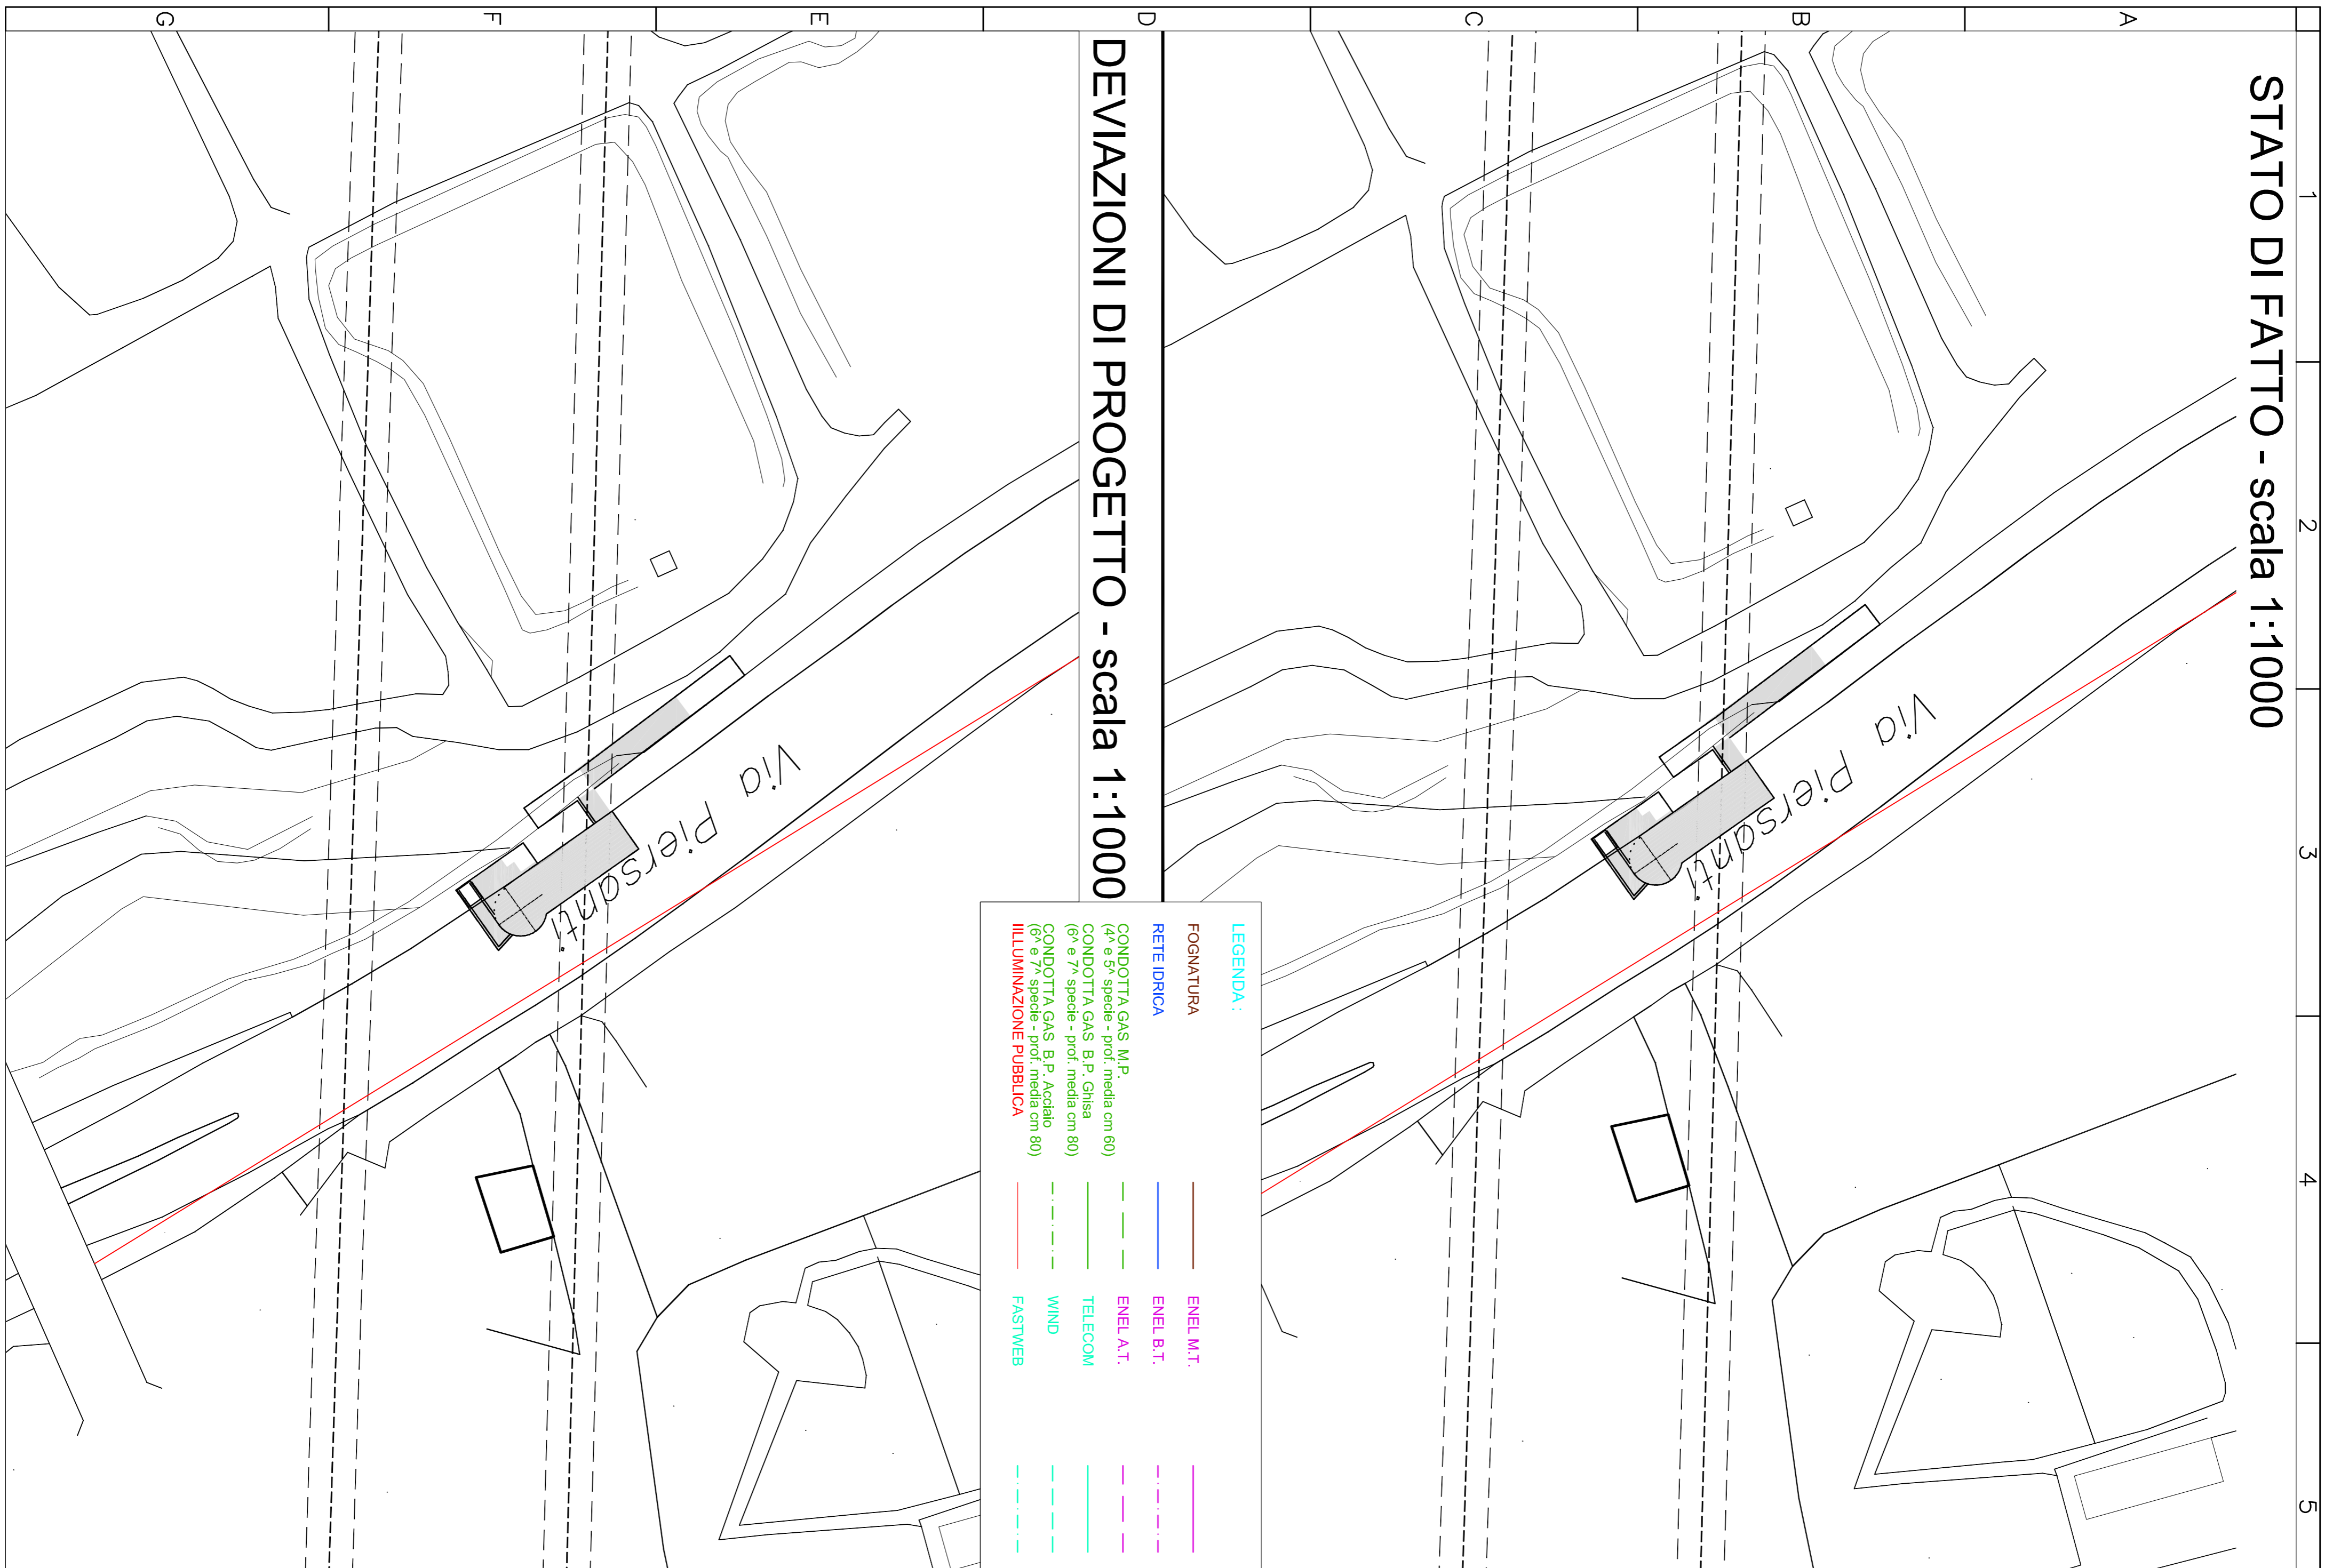 1
2
3
4
5
A
B
C
D
E
F
G
STATO DI FATTO - scala 1:1000
Via Piersanti
DEVIAZIONI DI PROGETTO - scala 1:1000
Via Piersanti
LEGENDA :
FOGNATURA
RETE IDRICA
CONDOTTA GAS M.P.
(4^ e 5^ specie - prof. media cm 60)
CONDOTTA GAS B.P. Ghisa
(6^ e 7^ specie - prof. media cm 80)
CONDOTTA GAS B.P. Acciaio
(6^ e 7^ specie - prof. media cm 80)
IILLUMINAZIONE PUBBLICA
ENEL M.T.
ENEL B.T.
ENEL A.T.
TELECOM
WIND
FASTWEB